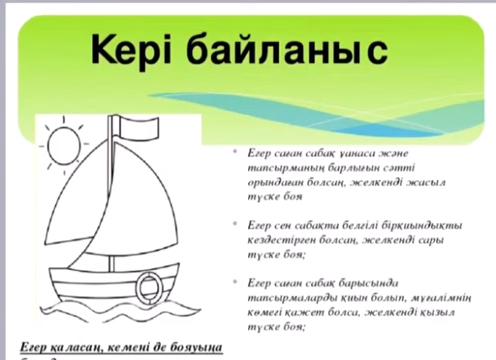 Кері байланыс
Егер саған сабақ ұанаса және
тапсырманың барлығын сәтті
орындаған болсаң, желкенді жасыл
түске боя
Егер сен сабақта белгілі бірқиындықты
кездестірген болсаң, желкенді сары
түске боя;
Егер саған сабақ барысында
тапсырмаларды қиын болып, мұғалімнің
көмегі қажет болса, желкенді қызыл
түске боя;
Егер қаласаң, кемені де бояуыңа